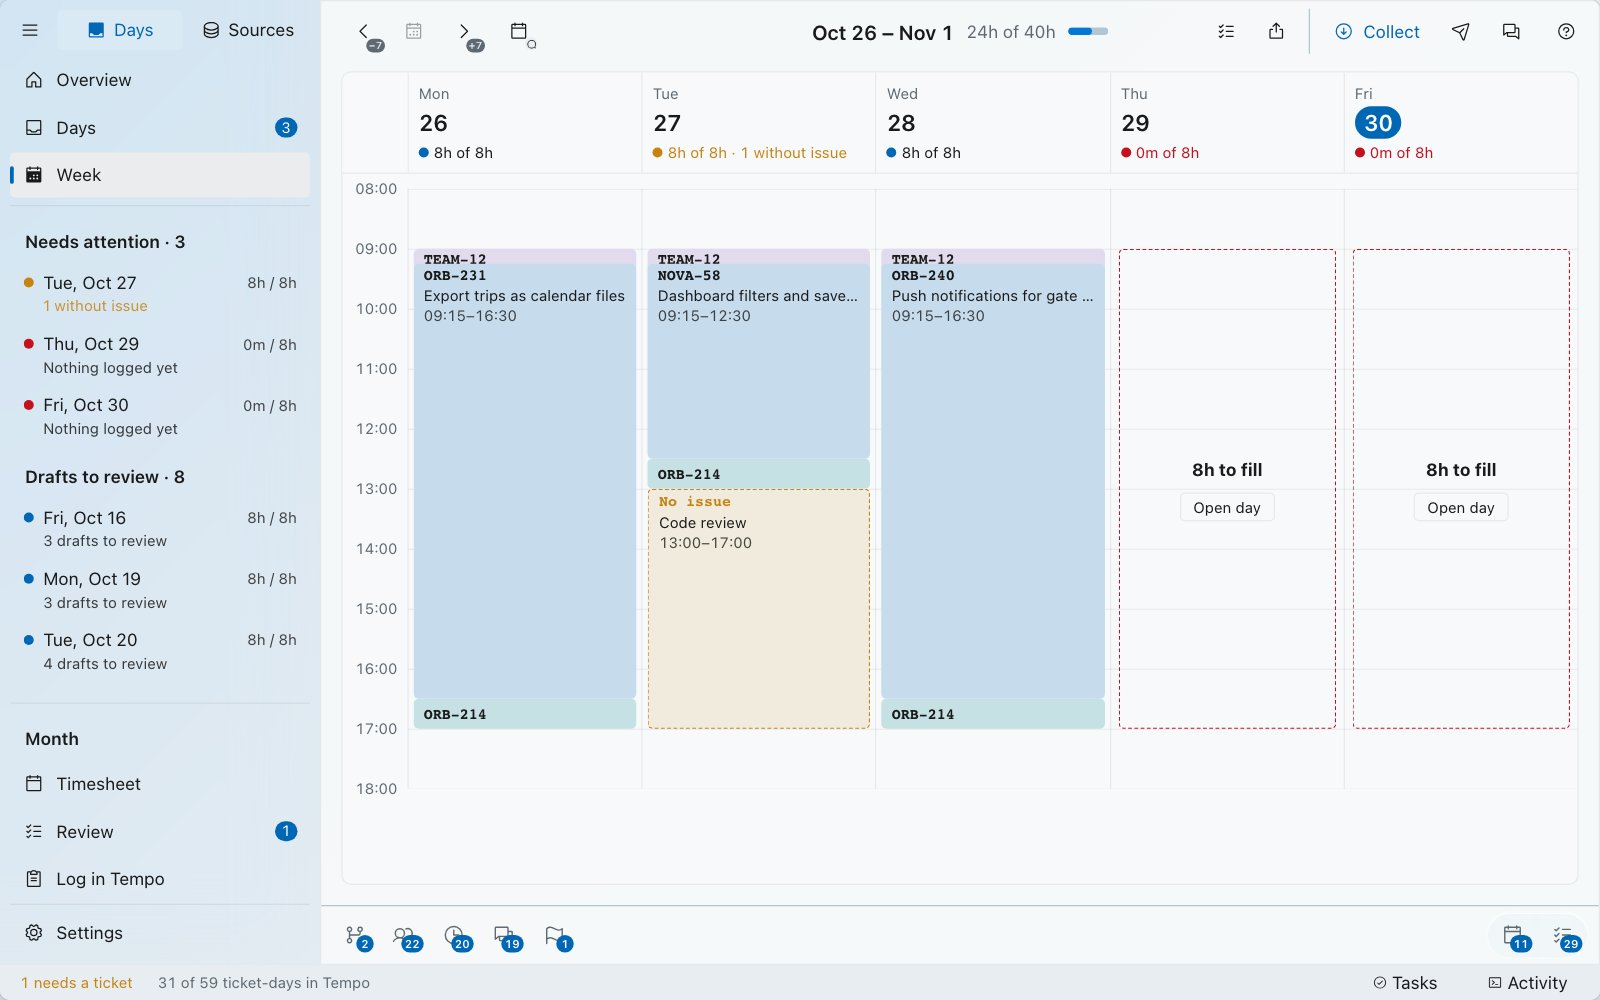 Days
Sources
Overview
Days
3
Week
Needs attention · 3
Tue, Oct 27
8h / 8h
1 without issue
Thu, Oct 29
0m / 8h
Nothing logged yet
Fri, Oct 30
0m / 8h
Nothing logged yet
Drafts to review · 8
Fri, Oct 16
8h / 8h
3 drafts to review
Mon, Oct 19
8h / 8h
3 drafts to review
Tue, Oct 20
8h / 8h
4 drafts to review
Month
Timesheet
Review
1
Log in Tempo
Settings
−7
+7
Oct 26 – Nov 1
24h of 40h
Collect
Mon
26
8h of 8h
Tue
27
8h of 8h · 1 without issue
Wed
28
8h of 8h
Thu
29
0m of 8h
Fri
30
0m of 8h
08:00
09:00
10:00
11:00
12:00
13:00
14:00
15:00
16:00
17:00
18:00
TEAM-12
ORB-231
Export trips as calendar files
09:15–16:30
ORB-214
TEAM-12
NOVA-58
Dashboard filters and save...
09:15–12:30
ORB-214
No issue
Code review
13:00–17:00
TEAM-12
ORB-240
Push notifications for gate ...
09:15–16:30
ORB-214
8h to fill
Open day
8h to fill
Open day
2
22
20
19
1
11
29
1 needs a ticket
31 of 59 ticket-days in Tempo
Tasks
Activity